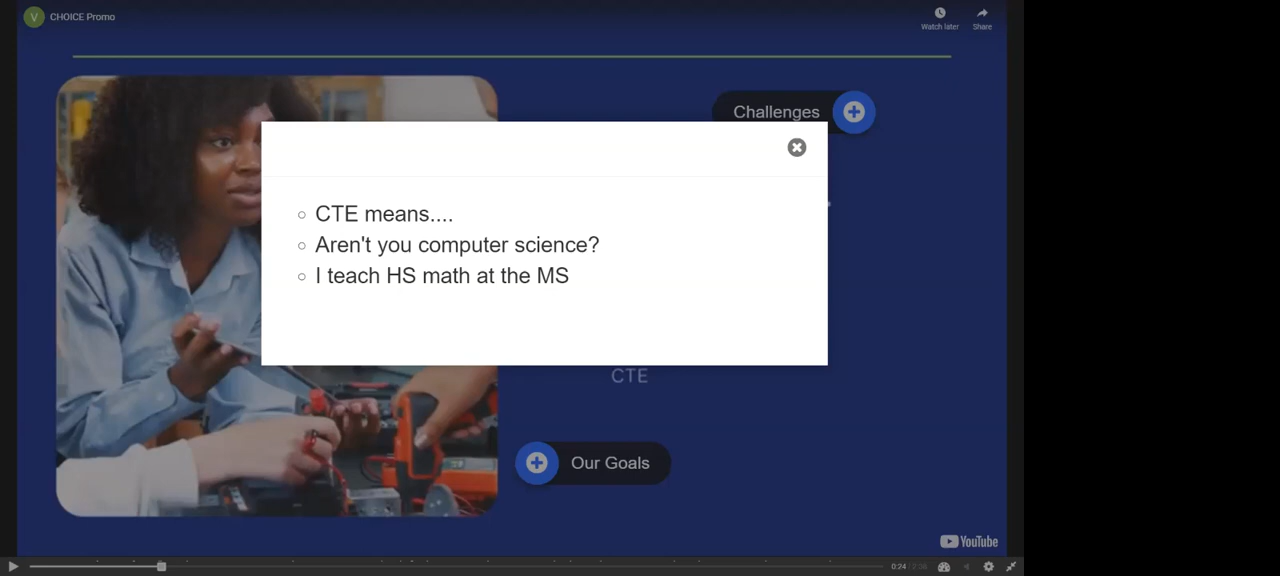 V
CHOICE Promo
Watch later
Share
Challenges
CTE means....
Aren't you computer science?
I teach HS math at the MS
CTE
Our Goals
YouTube
0:24